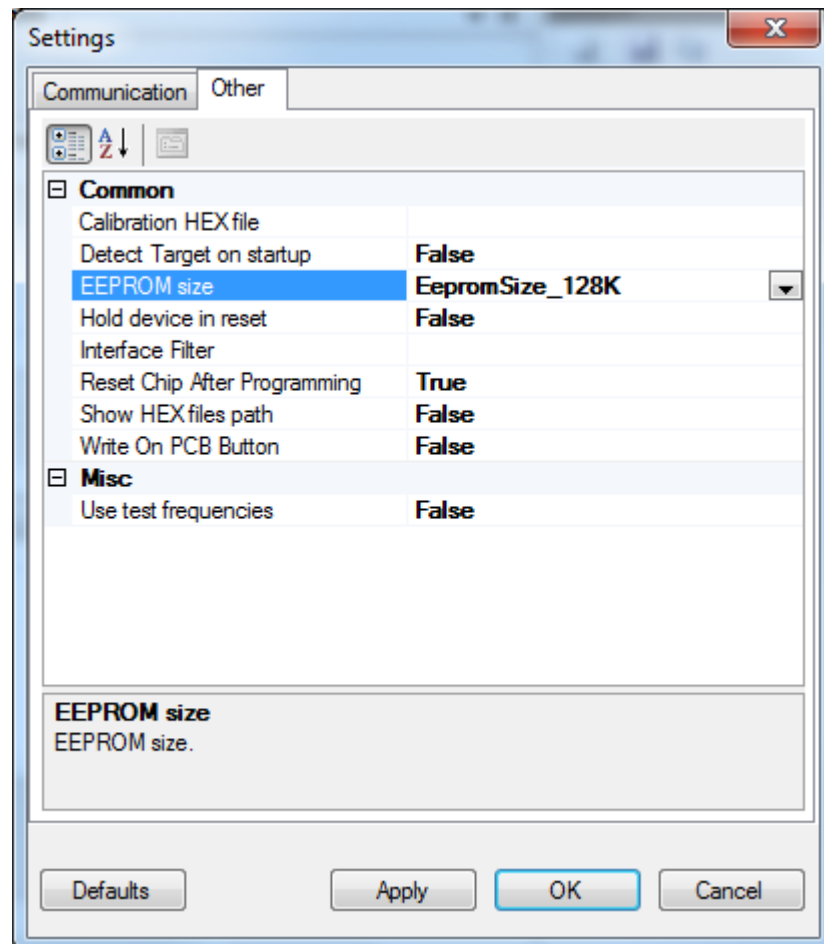 Settings
Communication Other
Common
Calibration HEX file
Detect Target on startup False
EEPROM size EepromSize_128K
Hold device in reset False
Interface Filter
Reset Chip After Programming True
Show HEX files path False
Write On PCB Button False
Misc
Use test frequencies False
EEPROM size
EEPROM size.
Defaults Apply OK Cancel